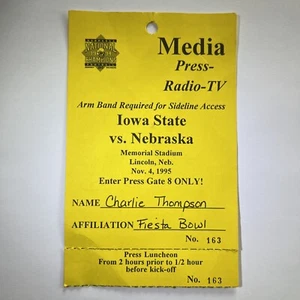 NATIONAL
CHAMPIONS
Media
Press-
Radio-TV
Arm Band Required for Sideline Access
Iowa State
vs. Nebraska
Memorial Stadium
Lincoln, Neb.
Nov. 4, 1995
Enter Press Gate 8 ONLY!
NAME Charlie Thompson
AFFILIATION Fiesta Bowl
No. 163
Press Luncheon
From 2 hours prior to 1/2 hour
before kick-off
No. 163